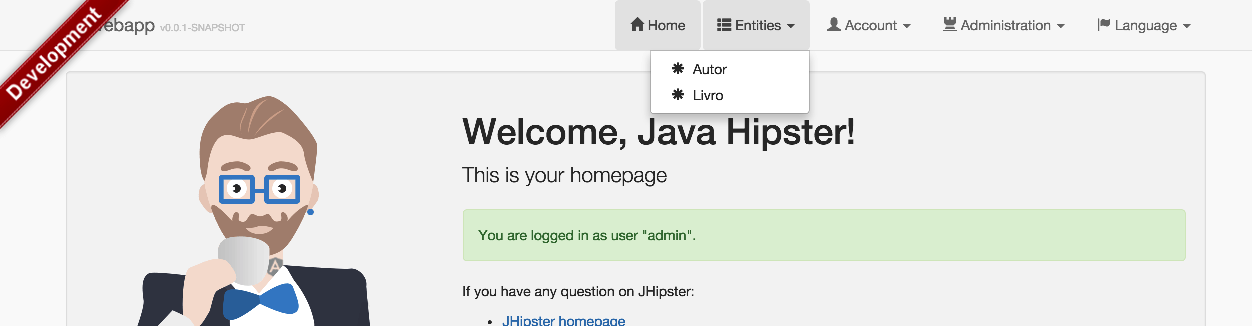 Development
ebapp v0.0.1-SNAPSHOT
Home Entities Account Administration Language
Autor
Livro
Welcome, Java Hipster!
This is your homepage
You are logged in as user "admin".
If you have any question on JHipster:
• JHipster homepage
A